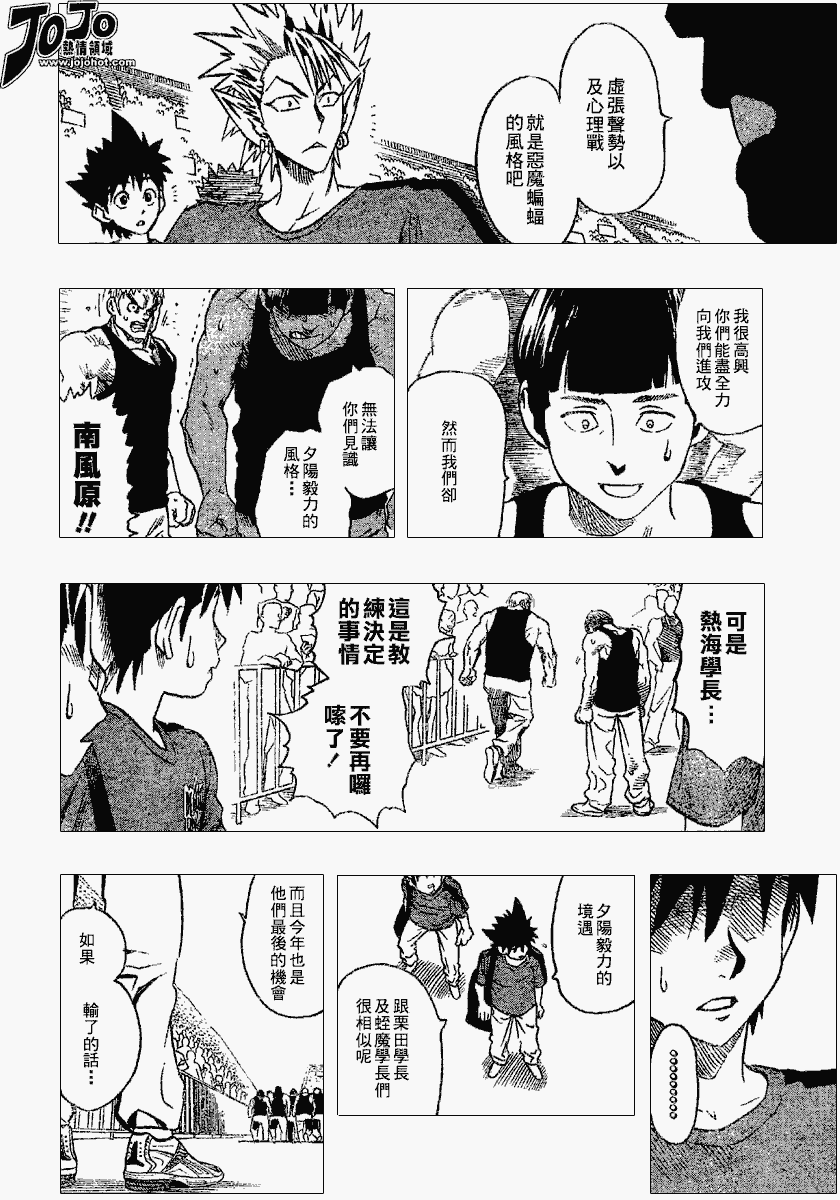 JOJO
熱情領域
www.jojohot.com
虛張聲勢以
及心理戰
就是惡魔蝙蝠
的風格吧
我很高興
你們能盡全力
向我們進攻
然而我們卻
無法讓
你們見識
夕陽毅力的
風格…
南風原!!
可是
熱海學長…
這是教
練決定
的事情
不要再囉
嗦了!
………
夕陽毅力的
境遇
跟栗田學長
及蛭魔學長們
很相似呢
而且今年也是
他們最後的機會
如果
輸了的話…